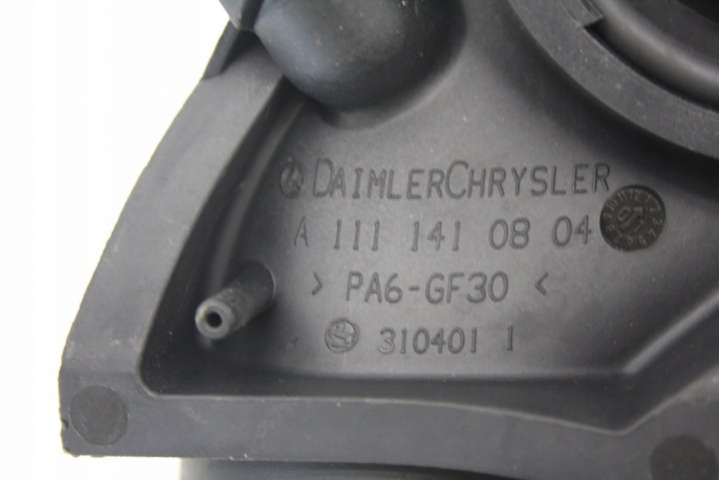 DAIMLERCHRYSLER
A 111 141 08 04
> PA6-GF30 <
310401 1